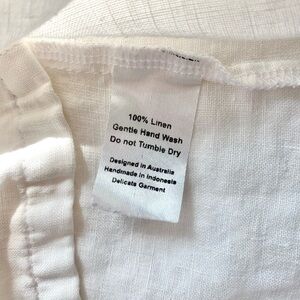 100% Linen
Gentle Hand Wash
Do not Tumble Dry
Designed in Australia
Handmade in Indonesia
Delicate Garment